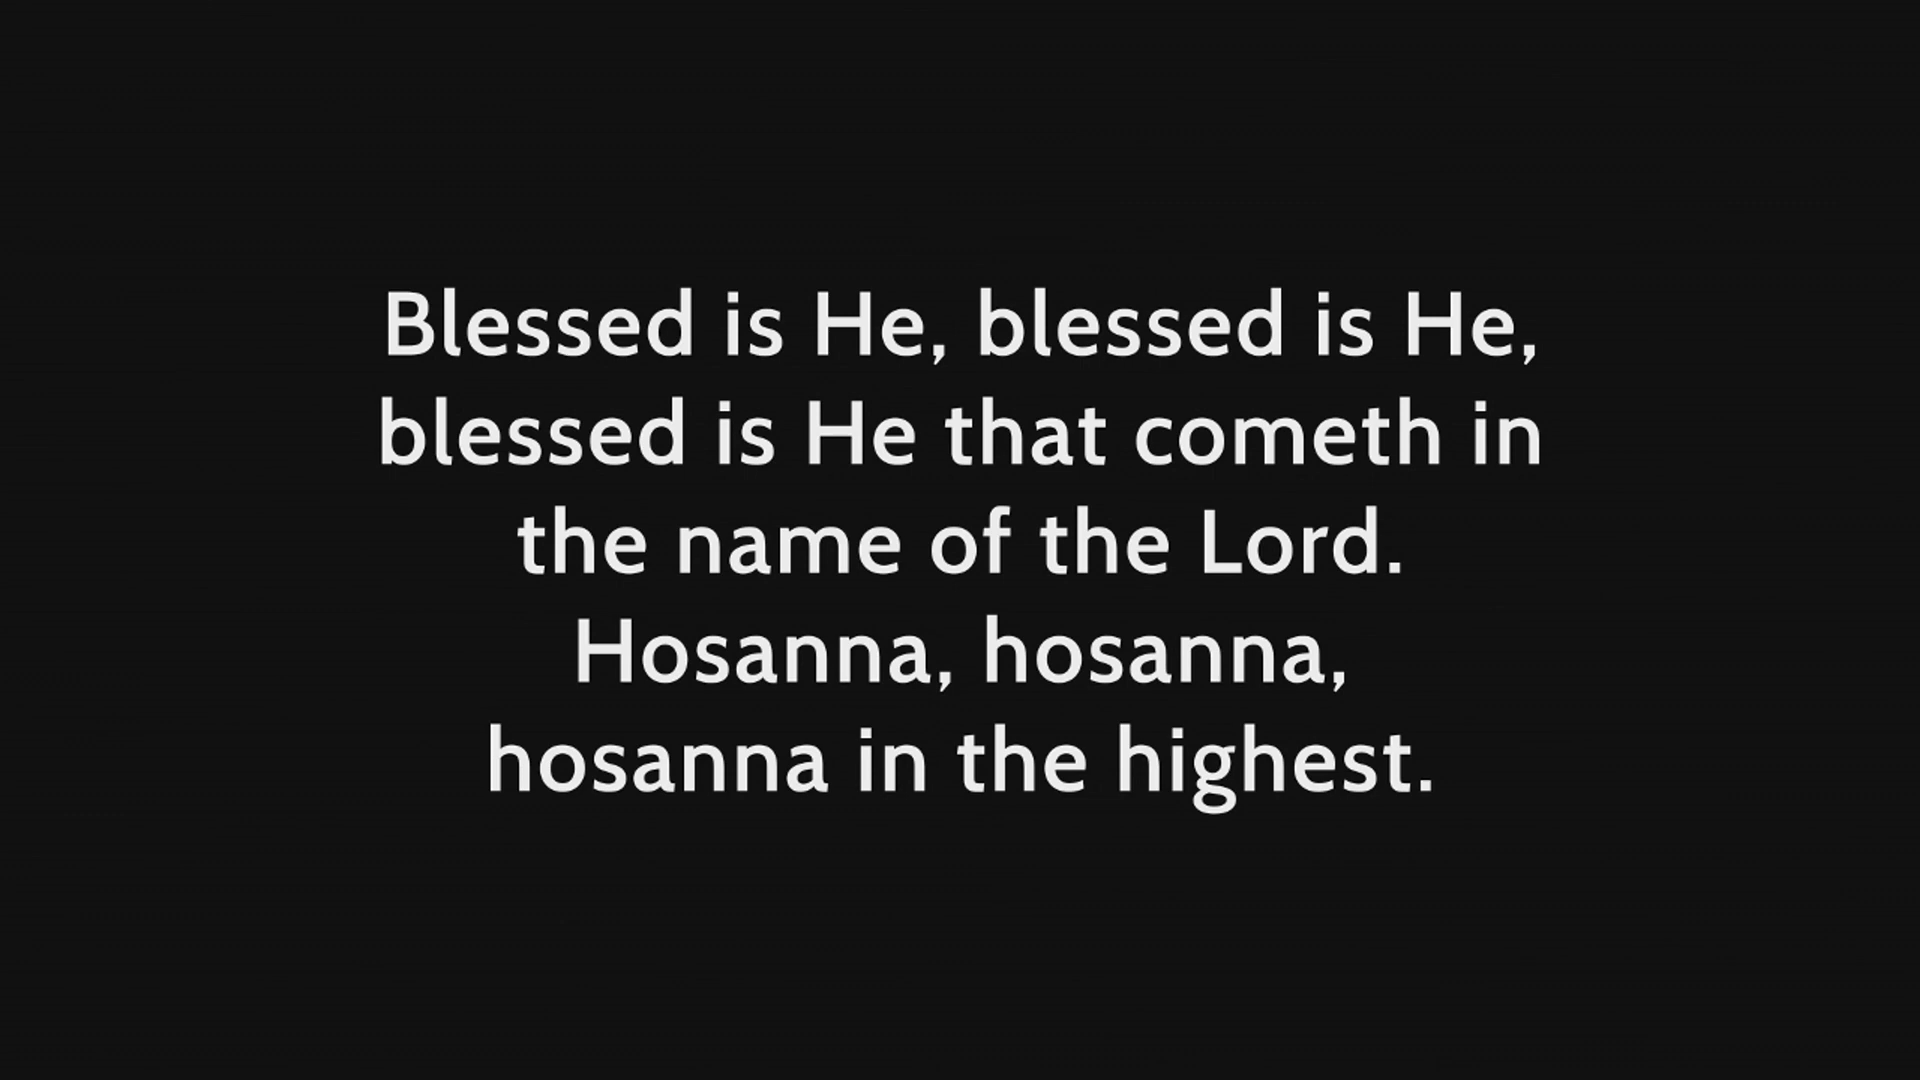 Blessed is He, blessed is He,
blessed is He that cometh in
the name of the Lord.
Hosanna, hosanna,
hosanna in the highest.